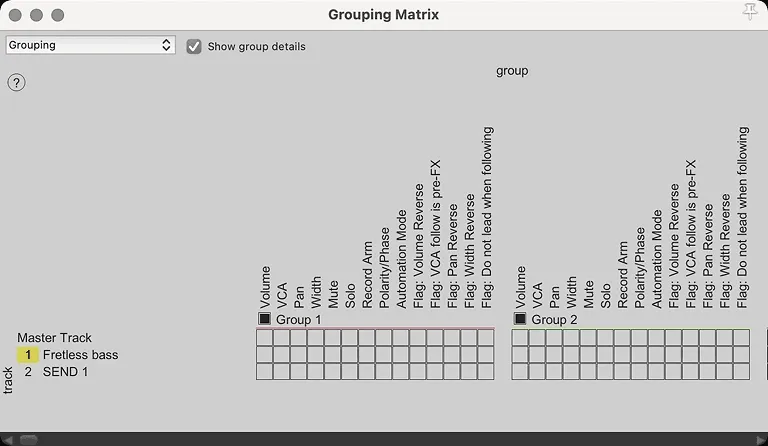 Grouping Matrix
Grouping
Show group details
?
group
Volume
VCA
Pan
Width
Mute
Solo
Record Arm
Polarity/Phase
Automation Mode
Flag: Volume Reverse
Flag: VCA follow is pre-FX
Flag: Pan Reverse
Flag: Width Reverse
Flag: Do not lead when following
Volume
VCA
Pan
Width
Mute
Solo
Record Arm
Polarity/Phase
Automation Mode
Flag: Volume Reverse
Flag: VCA follow is pre-FX
Flag: Pan Reverse
Flag: Width Reverse
Flag: Do not lead when following
Group 1
Group 2
track
Master Track
1 Fretless bass
2 SEND 1